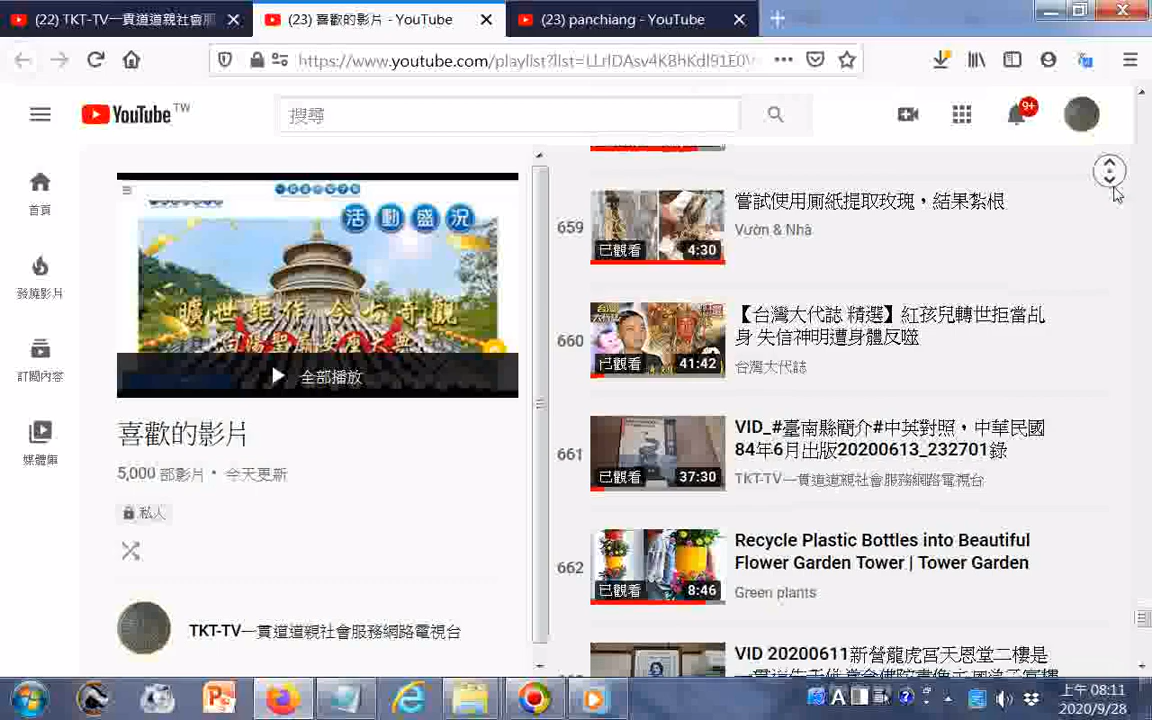 (22) TKT-TV一貫道道親社會服
(23) 喜歡的影片 - YouTube
(23) panchiang - YouTube
https://www.youtube.com/playlist?list=LLrlDAsv4KBhKdl91E0V
YouTube TW
搜尋
9+
首頁
發燒影片
訂閱內容
媒體庫
活動盛況
曠世鉅作 今古奇觀
全部播放
喜歡的影片
5,000 部影片・今天更新
私人
TKT-TV一貫道道親社會服務網路電視台
659
已觀看
4:30
嘗試使用廁紙提取玫瑰，結果紮根
Vườn & Nhà
660
已觀看
41:42
【台灣大代誌 精選】紅孩兒轉世拒當乩
身 失信神明遭身體反噬
台灣大代誌
661
已觀看
37:30
VID_#臺南縣簡介#中英對照，中華民國
84年6月出版20200613_232701錄
TKT-TV一貫道道親社會服務網路電視台
662
已觀看
8:46
Recycle Plastic Bottles into Beautiful
Flower Garden Tower | Tower Garden
Green plants
VID 20200611新營龍虎宮天恩堂二樓是
上午 08:11
2020/9/28